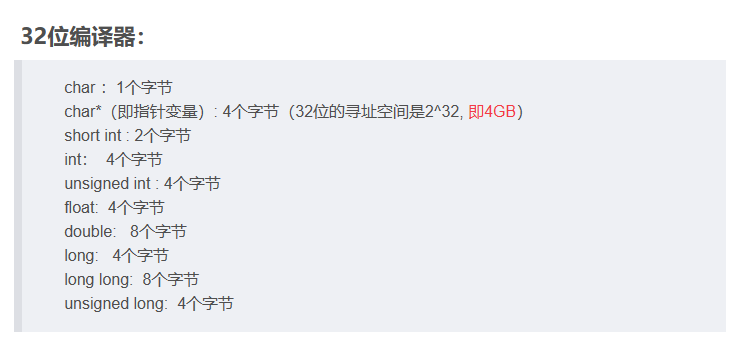 32位编译器：
char ：1个字节
char*（即指针变量）: 4个字节（32位的寻址空间是2^32, 即4GB）
short int : 2个字节
int： 4个字节
unsigned int : 4个字节
float: 4个字节
double: 8个字节
long: 4个字节
long long: 8个字节
unsigned long: 4个字节